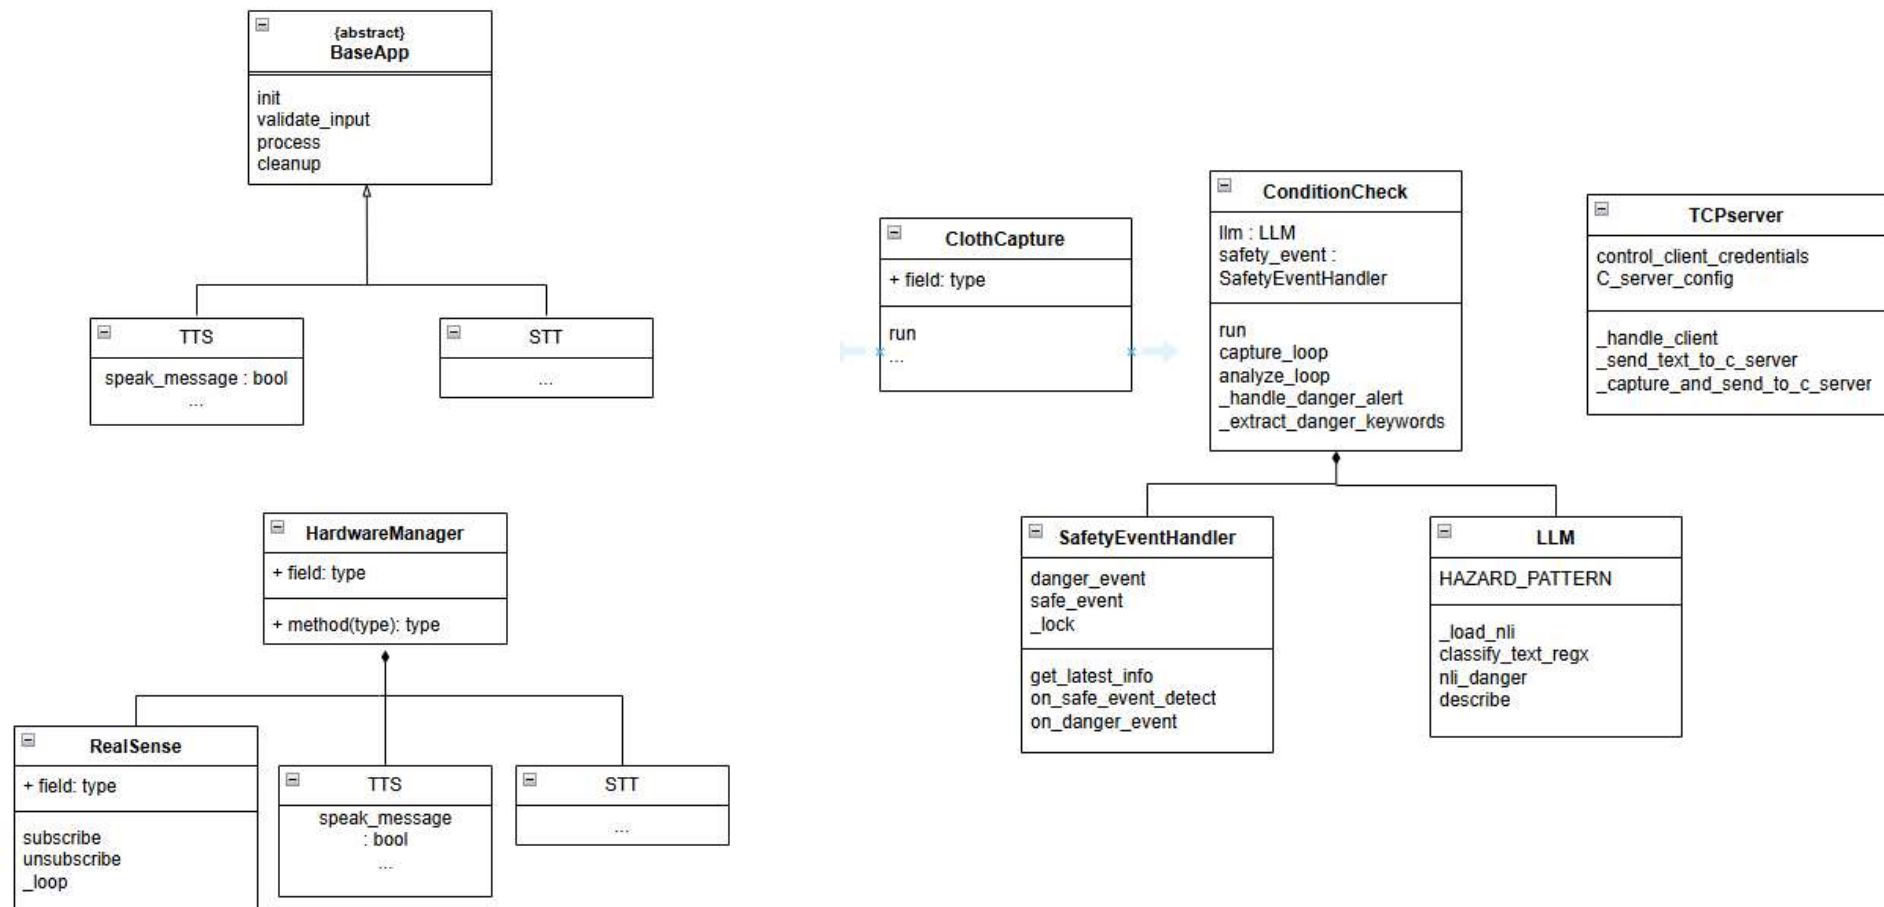 {abstract}
BaseApp
init
validate_input
process
cleanup
TTS
speak_message : bool
...
STT
...
HardwareManager
+ field: type
+ method(type): type
RealSense
+ field: type
subscribe
unsubscribe
_loop
TTS
speak_message
: bool
...
STT
...
ClothCapture
+ field: type
run
...
ConditionCheck
llm : LLM
safety_event :
SafetyEventHandler
run
capture_loop
analyze_loop
_handle_danger_alert
_extract_danger_keywords
SafetyEventHandler
danger_event
safe_event
_lock
get_latest_info
on_safe_event_detect
on_danger_event
LLM
HAZARD_PATTERN
_load_nli
classify_text_regx
nli_danger
describe
TCPserver
control_client_credentials
C_server_config
_handle_client
_send_text_to_c_server
_capture_and_send_to_c_server